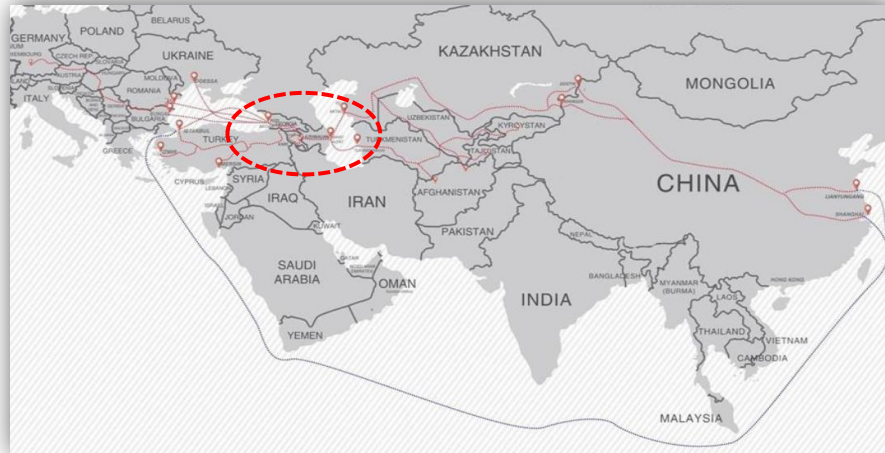 BELARUS
GERMANY
POLAND
CZECH REP.
UKRAINE
KAZAKHSTAN
AUSTRIA
MOLDOVA
ODESSA
MONGOLIA
ROMANIA
ITALY
BULGARIA
ISTANBUL
UZBEKISTAN
KYRGYSTAN
GREECE
TURKEY
TURKMENISTAN
TAJIKISTAN
CHINA
CYPRUS
SYRIA
LEBANON
AFGHANISTAN
LIANYUNGANG
SHANGHAI
IRAQ
IRAN
ISRAEL
JORDAN
KUWAIT
PAKISTAN
NEPAL
QATAR
SAUDI
ARABIA
OMAN
INDIA
BANGLADESH
MYANMAR
(BURMA)
HONG KONG
LAOS
YEMEN
THAILAND
VIETNAM
CAMBODIA
MALAYSIA